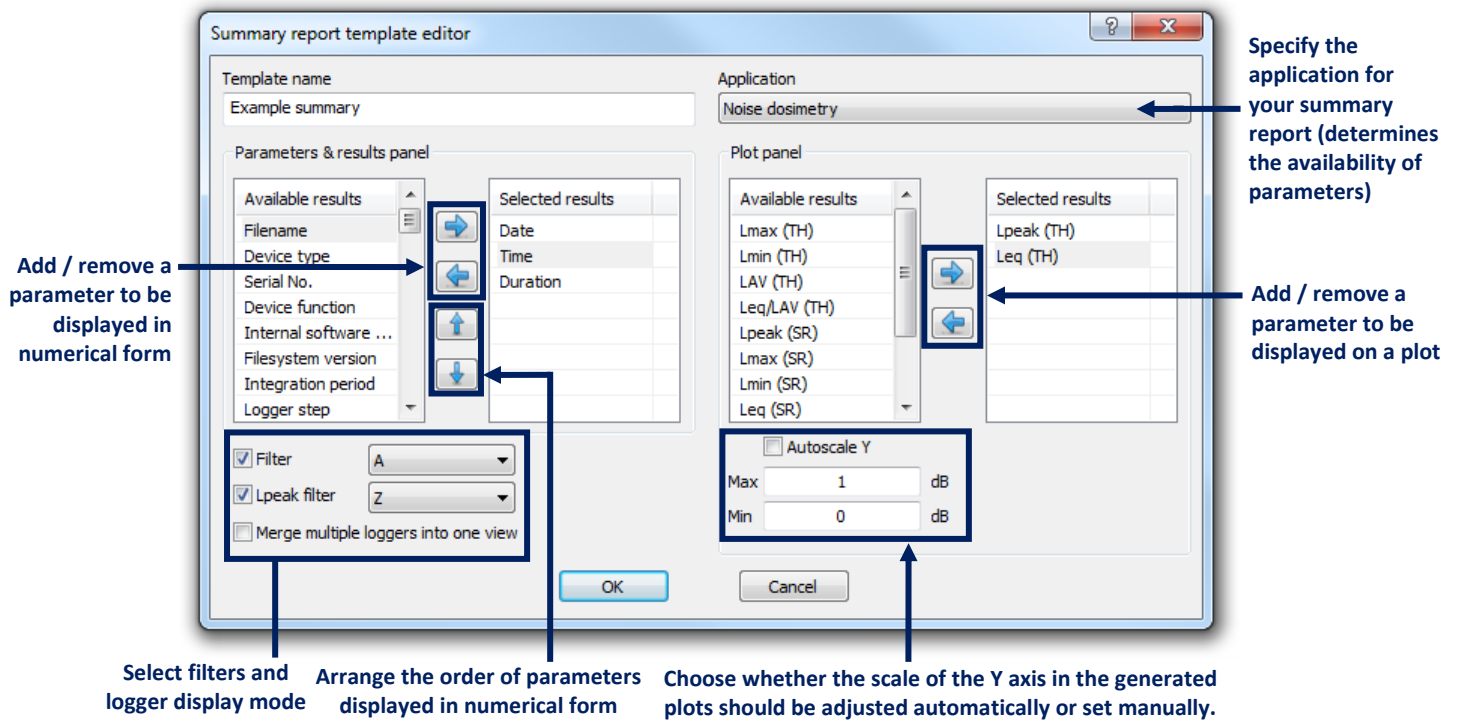 Summary report template editor
?
X
Template name
Application
Example summary
Noise dosimetry
Parameters & results panel
Plot panel
Available results
Filename
Device type
Serial No.
Device function
Internal software ...
Filesystem version
Integration period
Logger step
Selected results
Date
Time
Duration
Available results
Lmax (TH)
Lmin (TH)
LAV (TH)
Leq/LAV (TH)
Lpeak (SR)
Lmax (SR)
Lmin (SR)
Leq (SR)
Selected results
Lpeak (TH)
Leq (TH)
Filter
A
Lpeak filter
Z
Merge multiple loggers into one view
Autoscale Y
Max 1 dB
Min 0 dB
OK
Cancel
Specify the
application for
your summary
report (determines
the availability of
parameters)
Add / remove a
parameter to be
displayed in
numerical form
Add / remove a
parameter to be
displayed on a plot
Select filters and
logger display mode
Arrange the order of parameters
displayed in numerical form
Choose whether the scale of the Y axis in the generated
plots should be adjusted automatically or set manually.